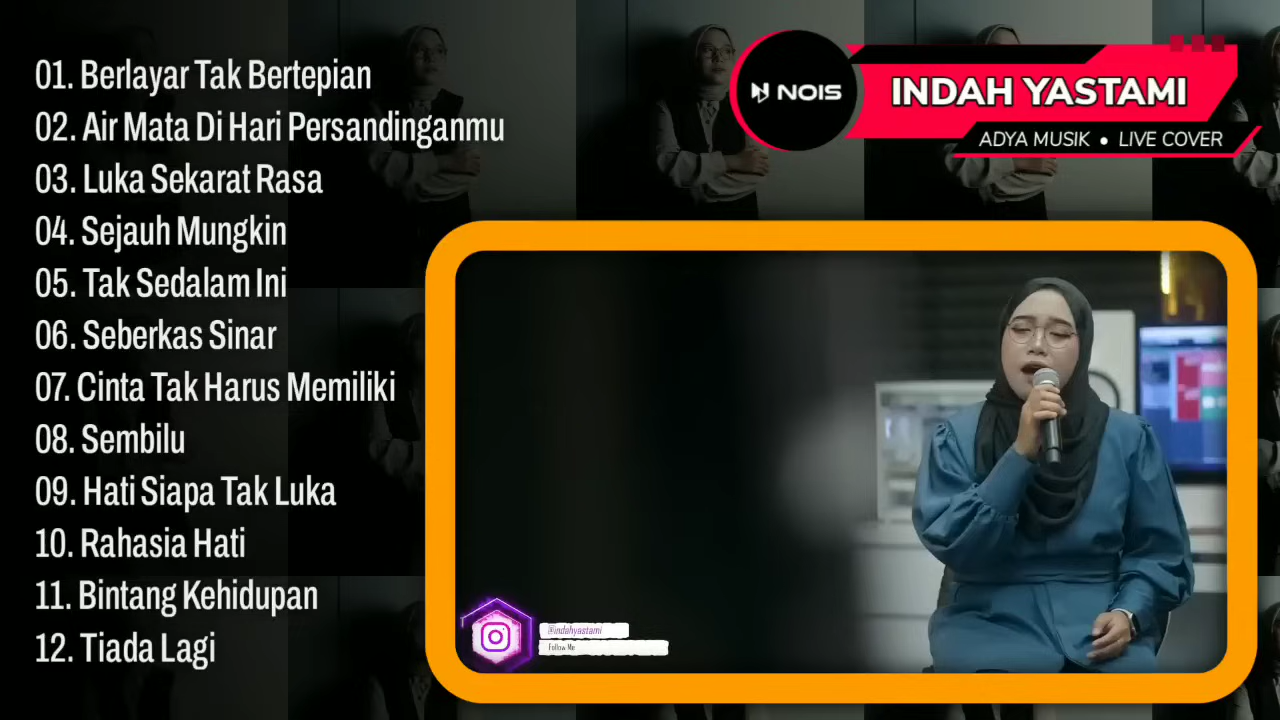 01. Berlayar Tak Bertepian
02. Air Mata Di Hari Persandinganmu
03. Luka Sekarat Rasa
04. Sejauh Mungkin
05. Tak Sedalam Ini
06. Seberkas Sinar
07. Cinta Tak Harus Memiliki
08. Sembilu
09. Hati Siapa Tak Luka
10. Rahasia Hati
11. Bintang Kehidupan
12. Tiada Lagi
NOIS
INDAH YASTAMI
ADYA MUSIK • LIVE COVER
@indahyastami
Follow Me